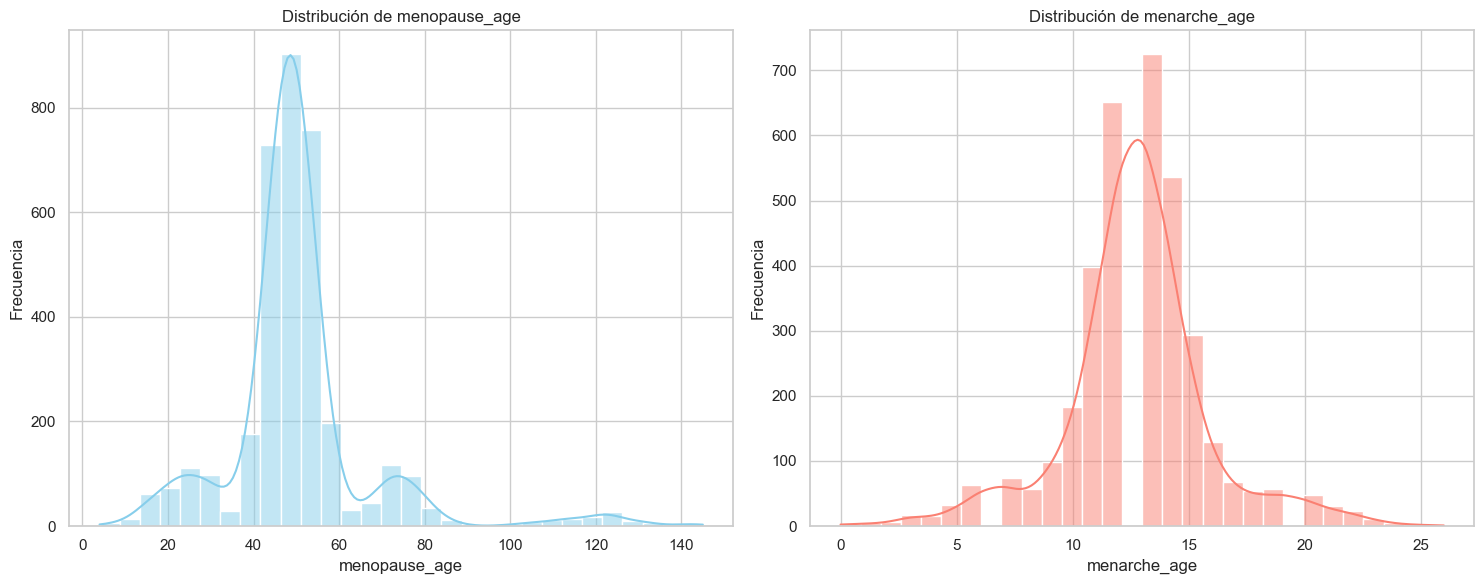 Distribución de menopause_age
Frecuencia
800
600
400
200
0
0 20 40 60 80 100 120 140
menopause_age
Distribución de menarche_age
Frecuencia
700
600
500
400
300
200
100
0
0 5 10 15 20 25
menarche_age